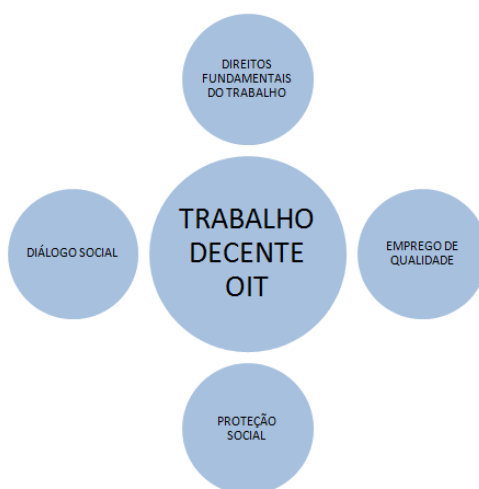 DIREITOS
FUNDAMENTAIS
DO TRABALHO
DIÁLOGO SOCIAL
TRABALHO
DECENTE
OIT
EMPREGO DE
QUALIDADE
PROTEÇÃO
SOCIAL